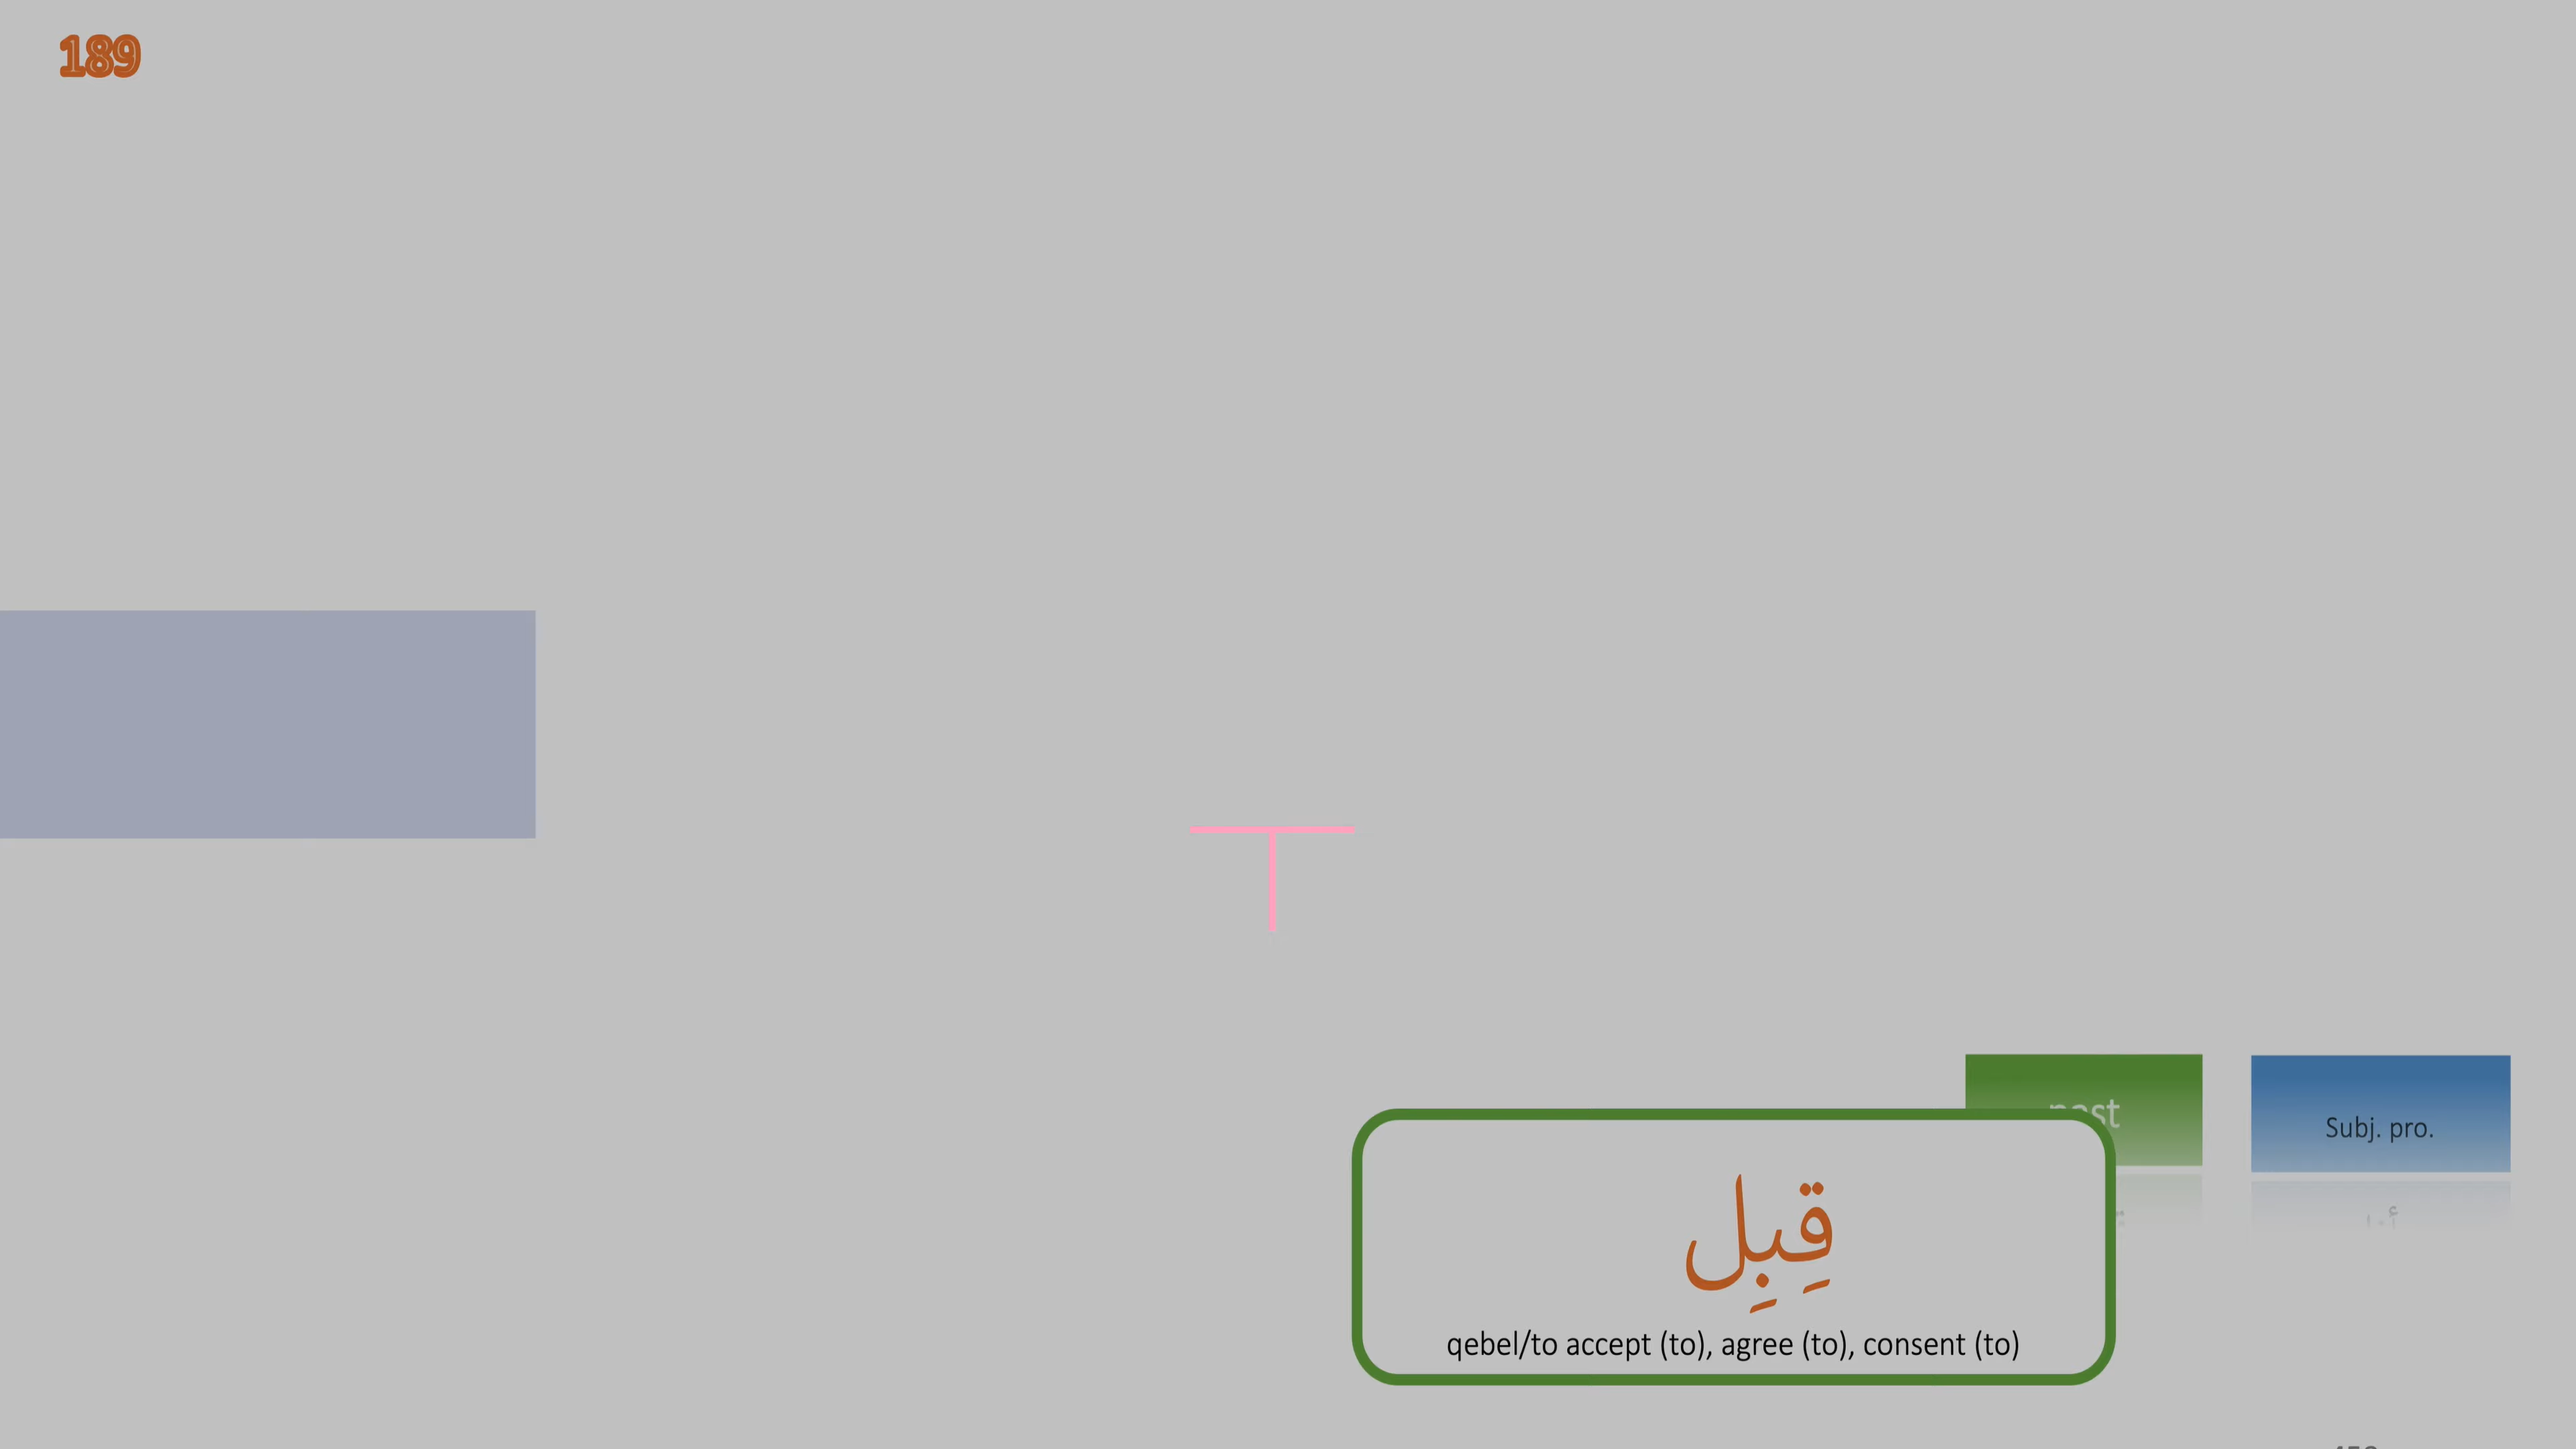 189
Subj. pro.
قِبِل
qebel/to accept (to), agree (to), consent (to)